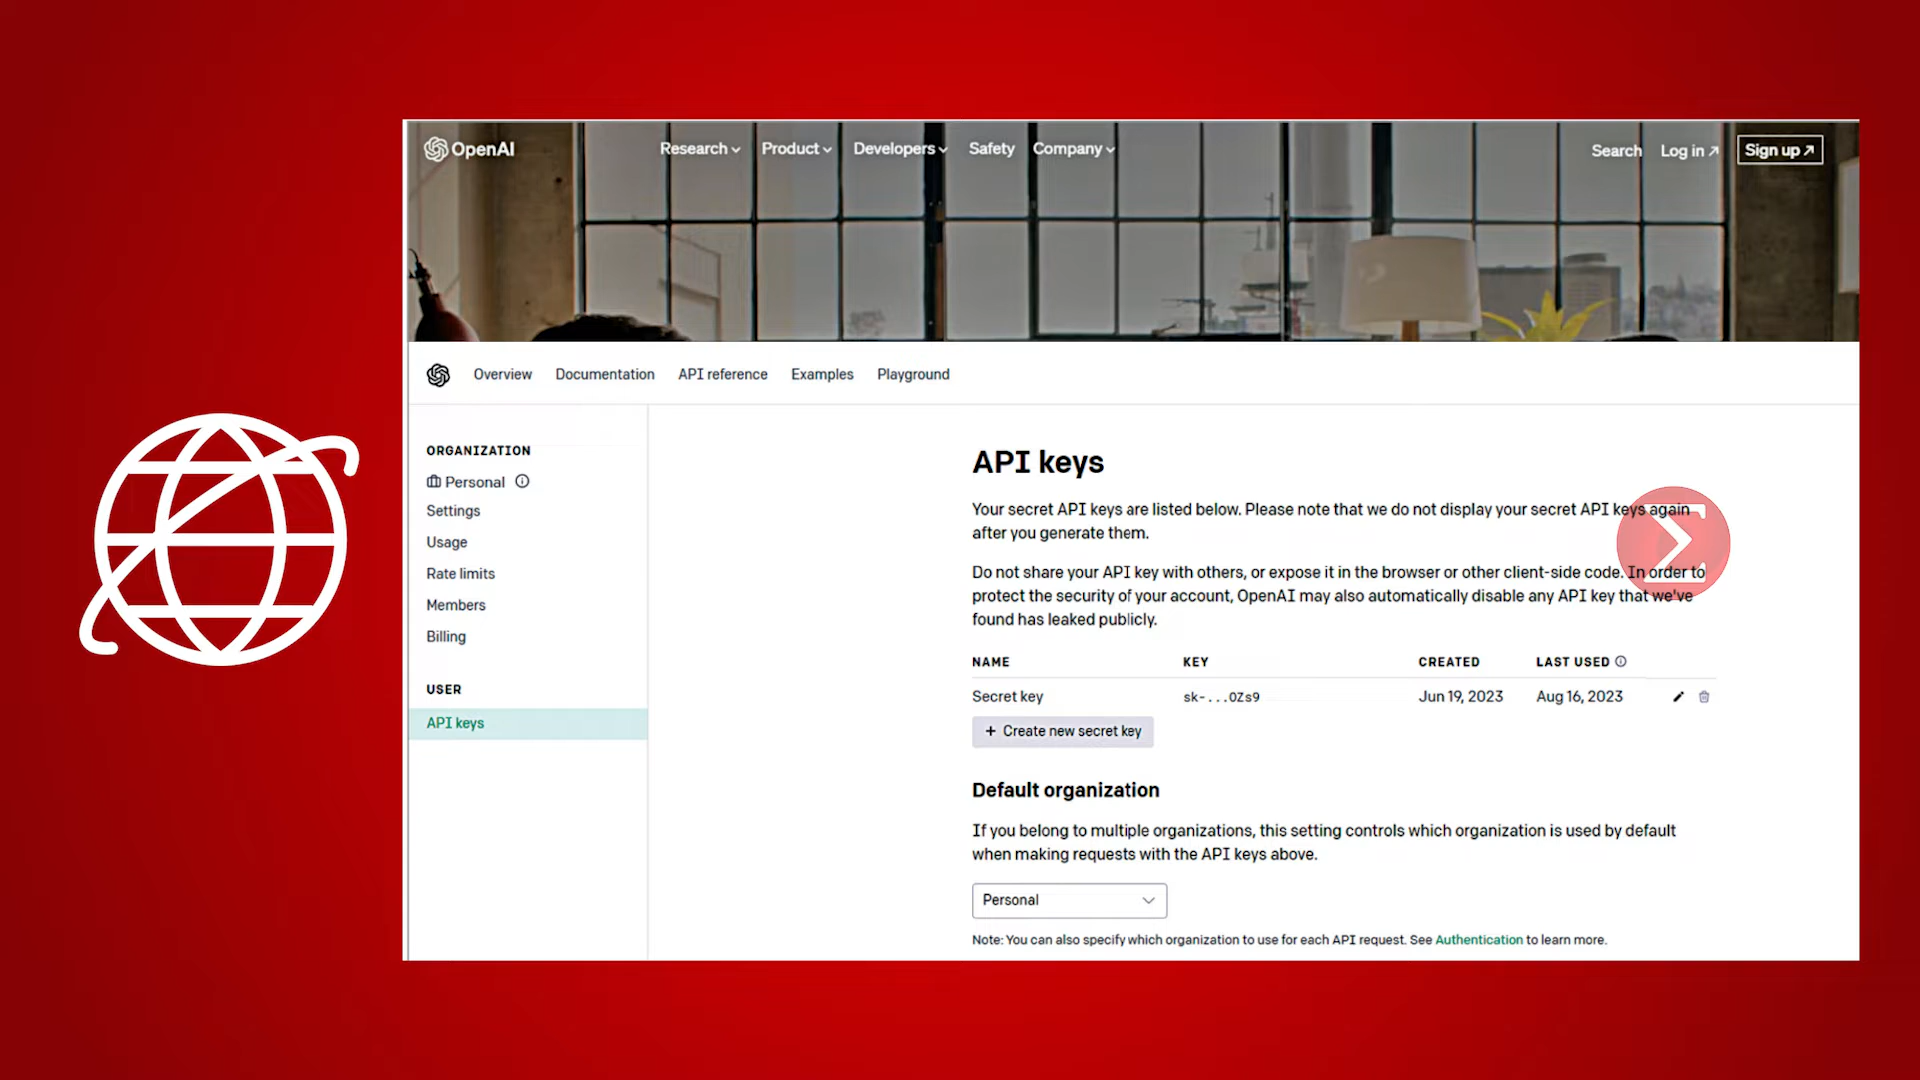 OpenAI
Research Product Developers Safety Company
Search Log in ↗ Sign up ↗
Overview Documentation API reference Examples Playground
ORGANIZATION
Personal
Settings
Usage
Rate limits
Members
Billing
USER
API keys
API keys
Your secret API keys are listed below. Please note that we do not display your secret API keys again
after you generate them.
Do not share your API key with others, or expose it in the browser or other client-side code. In order to
protect the security of your account, OpenAI may also automatically disable any API key that we've
found has leaked publicly.
NAME KEY CREATED LAST USED
Secret key sk-...OZs9 Jun 19, 2023 Aug 16, 2023
+ Create new secret key
Default organization
If you belong to multiple organizations, this setting controls which organization is used by default
when making requests with the API keys above.
Personal
Note: You can also specify which organization to use for each API request. See Authentication to learn more.
Σ